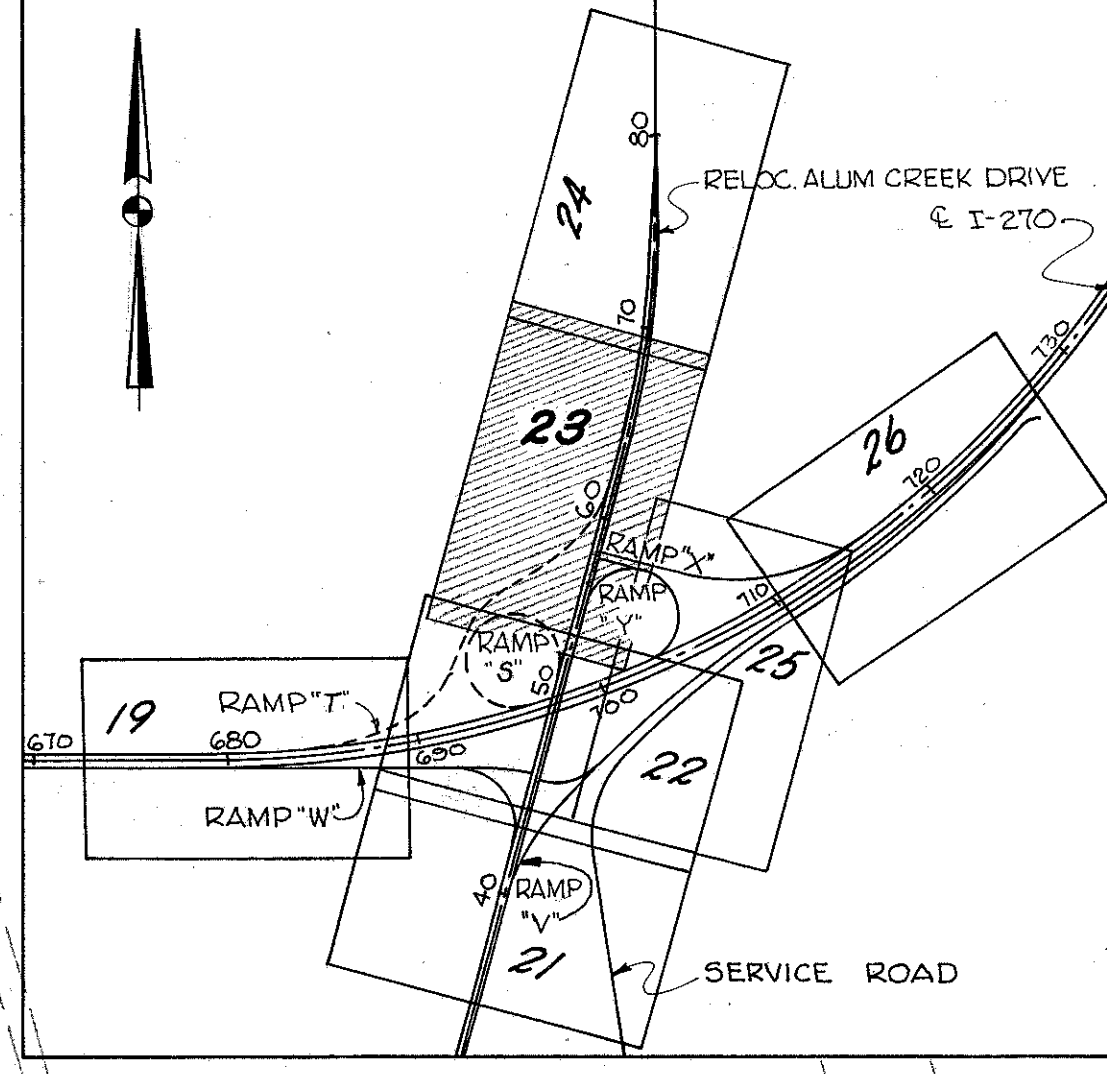 80
RELOC. ALUM CREEK DRIVE
℄ I-270
24
70
730
23
26
720
60
RAMP "X"
710
RAMP
"Y"
RAMP
"S"
25
50
700
19
RAMP "T"
670
680
690
22
RAMP "W"
40
RAMP
"V"
21
SERVICE ROAD